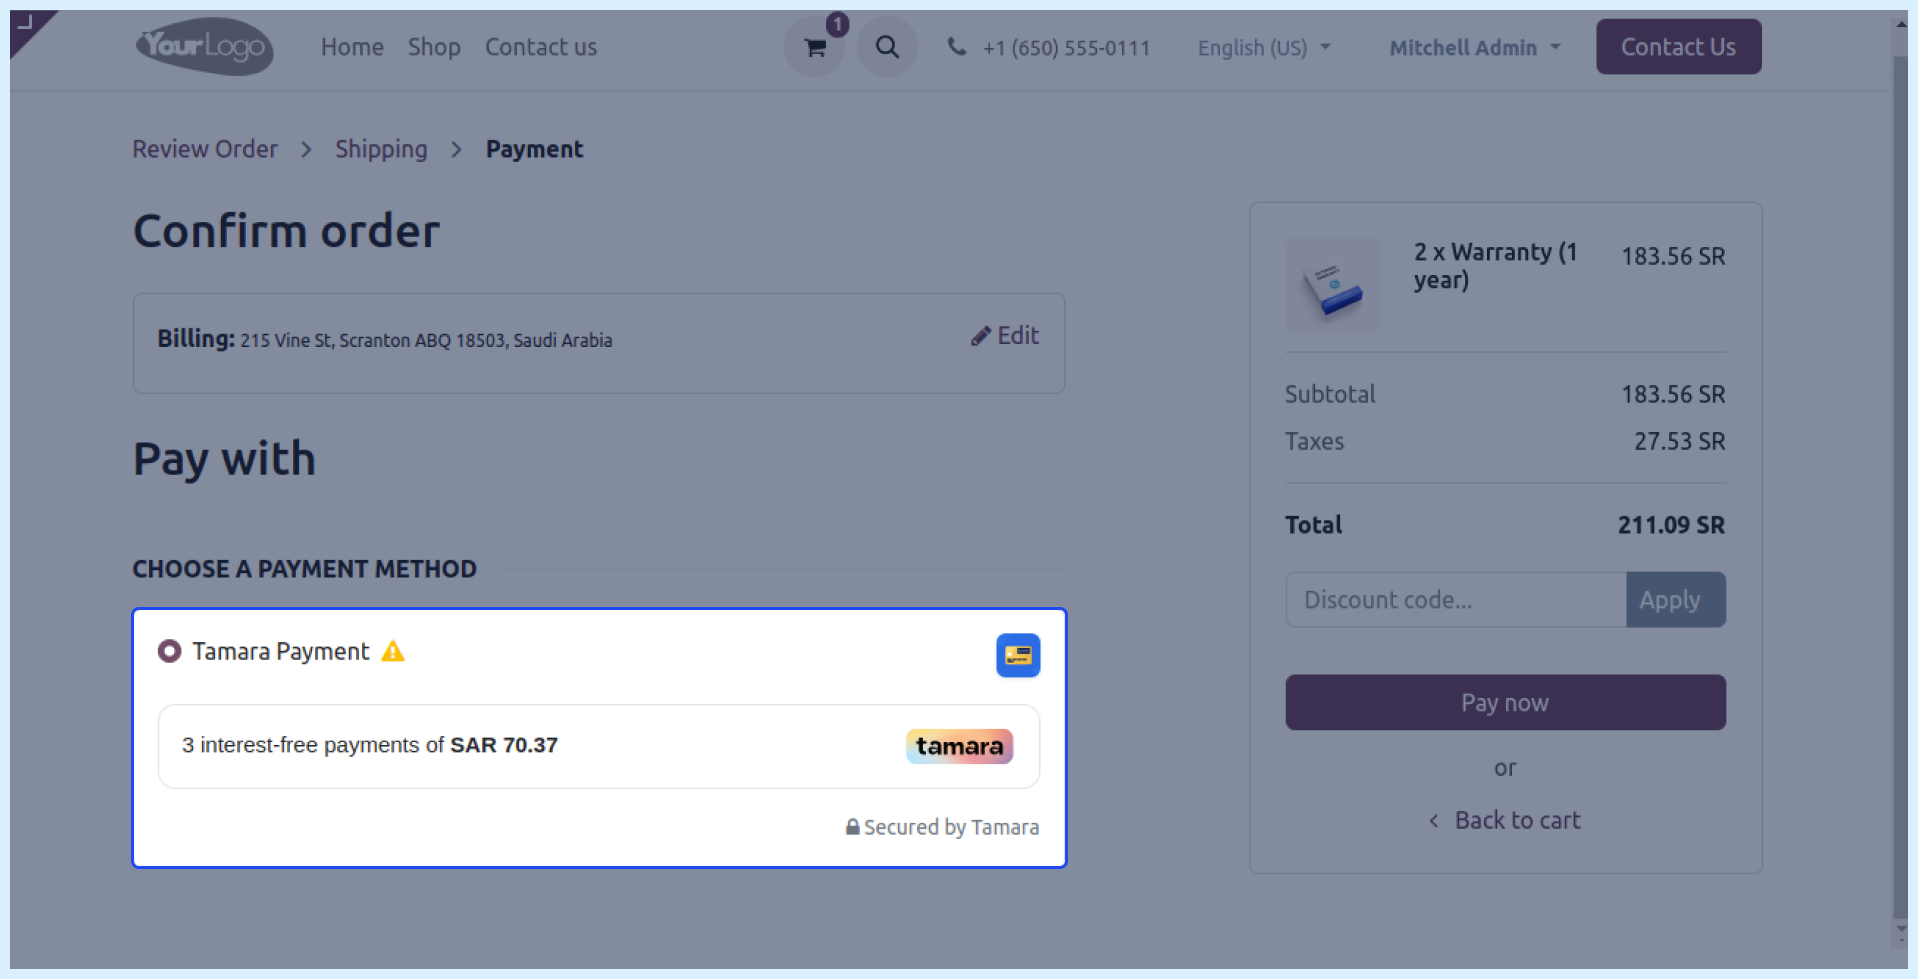 YourLogo
Home
Shop
Contact us
1
+1 (650) 555-0111
English (US)
Mitchell Admin
Contact Us
Review Order
Shipping
Payment
Confirm order
Billing: 215 Vine St, Scranton ABQ 18503, Saudi Arabia
Edit
Pay with
CHOOSE A PAYMENT METHOD
Tamara Payment
3 interest-free payments of SAR 70.37
tamara
Secured by Tamara
2 x Warranty (1
year)
183.56 SR
Subtotal
183.56 SR
Taxes
27.53 SR
Total
211.09 SR
Discount code...
Apply
Pay now
or
Back to cart